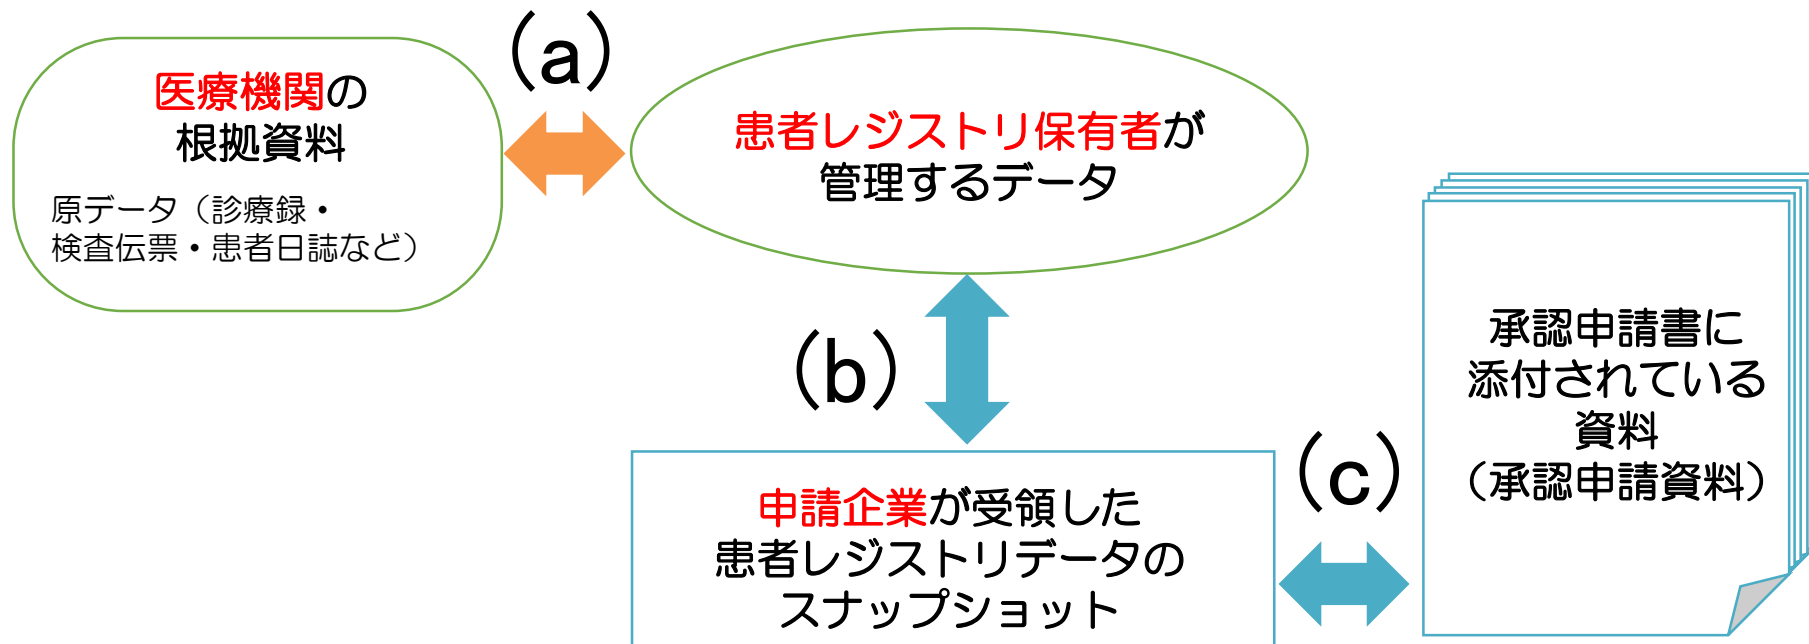 (a)
医療機関の
根拠資料
原データ（診療録・
検査伝票・患者日誌など）
患者レジストリ保有者が
管理するデータ
(b)
申請企業が受領した
患者レジストリデータの
スナップショット
(c)
承認申請書に
添付されている
資料
（承認申請資料）